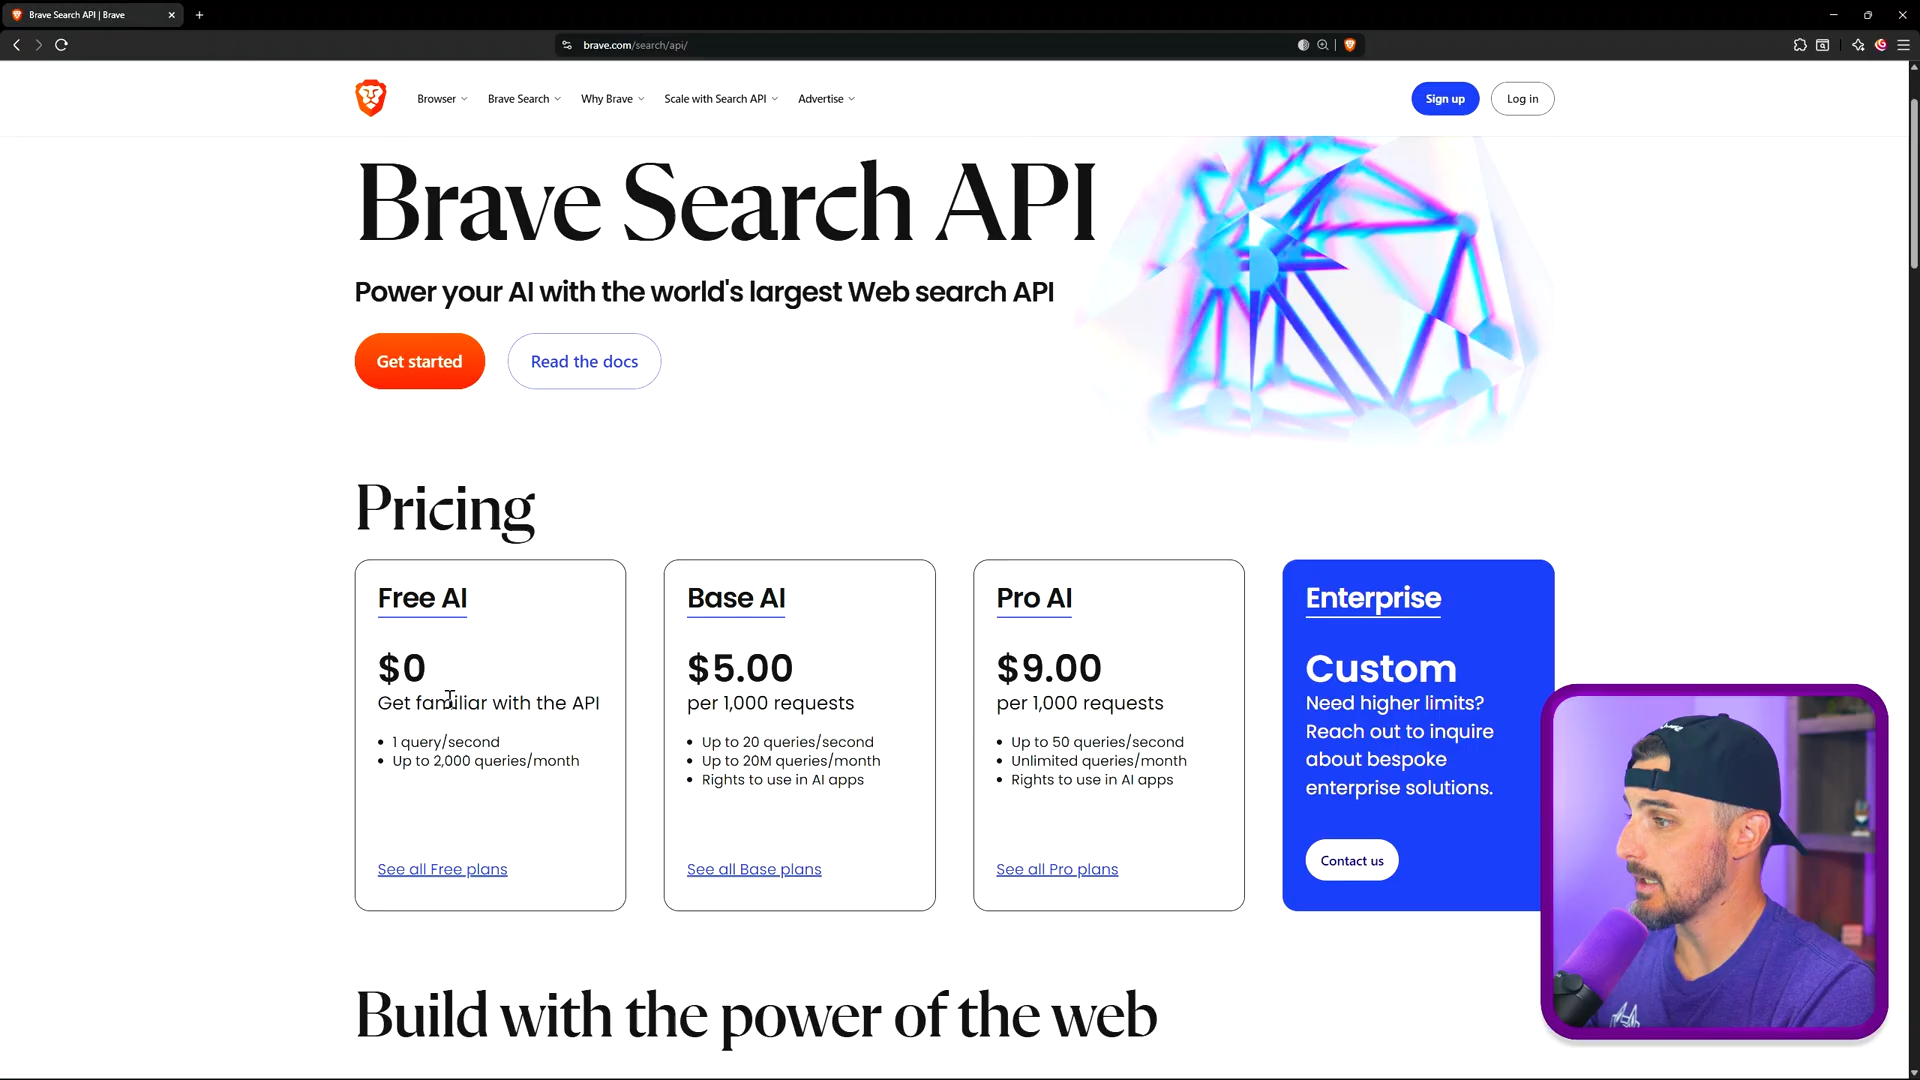 Brave Search API | Brave
brave.com/search/api/
Browser
Brave Search
Why Brave
Scale with Search API
Advertise
Sign up
Log in
Brave Search API
Power your AI with the world's largest Web search API
Get started
Read the docs
Pricing
Free AI
$0
Get familiar with the API
• 1 query/second
• Up to 2,000 queries/month
See all Free plans
Base AI
$5.00
per 1,000 requests
• Up to 20 queries/second
• Up to 20M queries/month
• Rights to use in AI apps
See all Base plans
Pro AI
$9.00
per 1,000 requests
• Up to 50 queries/second
• Unlimited queries/month
• Rights to use in AI apps
See all Pro plans
Enterprise
Custom
Need higher limits?
Reach out to inquire
about bespoke
enterprise solutions.
Contact us
Build with the power of the web